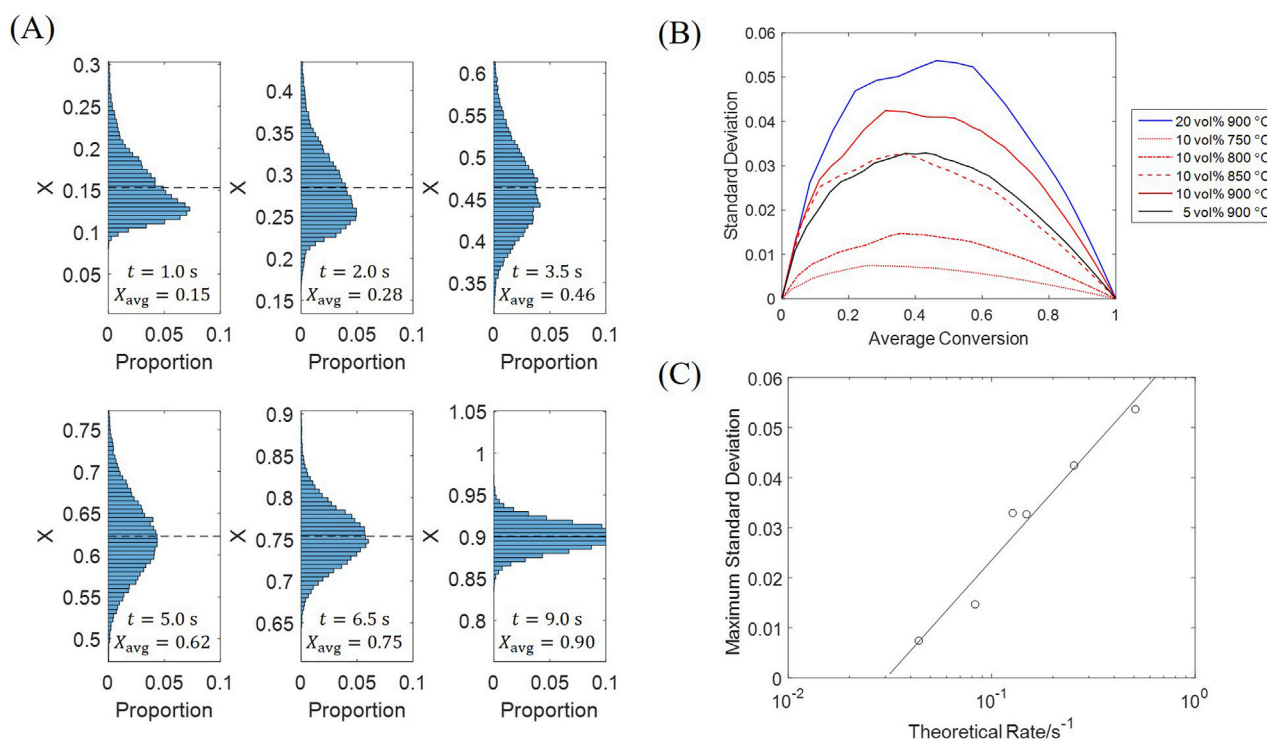 (A)
0.3
0.25
0.2
0.15
0.1
0.05
X
t = 1.0 s
Xavg = 0.15
0 0.05 0.1
Proportion
0.4
0.35
0.3
0.25
0.2
0.15
X
t = 2.0 s
Xavg = 0.28
0 0.05 0.1
Proportion
0.6
0.55
0.5
0.45
0.4
0.35
X
t = 3.5 s
Xavg = 0.46
0 0.05 0.1
Proportion
0.75
0.7
0.65
0.6
0.55
0.5
X
t = 5.0 s
Xavg = 0.62
0 0.05 0.1
Proportion
0.9
0.85
0.8
0.75
0.7
0.65
X
t = 6.5 s
Xavg = 0.75
0 0.05 0.1
Proportion
1.05
1
0.95
0.9
0.85
0.8
X
t = 9.0 s
Xavg = 0.90
0 0.05 0.1
Proportion
(B)
0.06
0.05
0.04
0.03
0.02
0.01
0
Standard Deviation
0 0.2 0.4 0.6 0.8 1
Average Conversion
20 vol% 900 °C
10 vol% 750 °C
10 vol% 800 °C
10 vol% 850 °C
10 vol% 900 °C
5 vol% 900 °C
(C)
0.06
0.05
0.04
0.03
0.02
0.01
0
Maximum Standard Deviation
10⁻² 10⁻¹ 10⁰
Theoretical Rate/s⁻¹